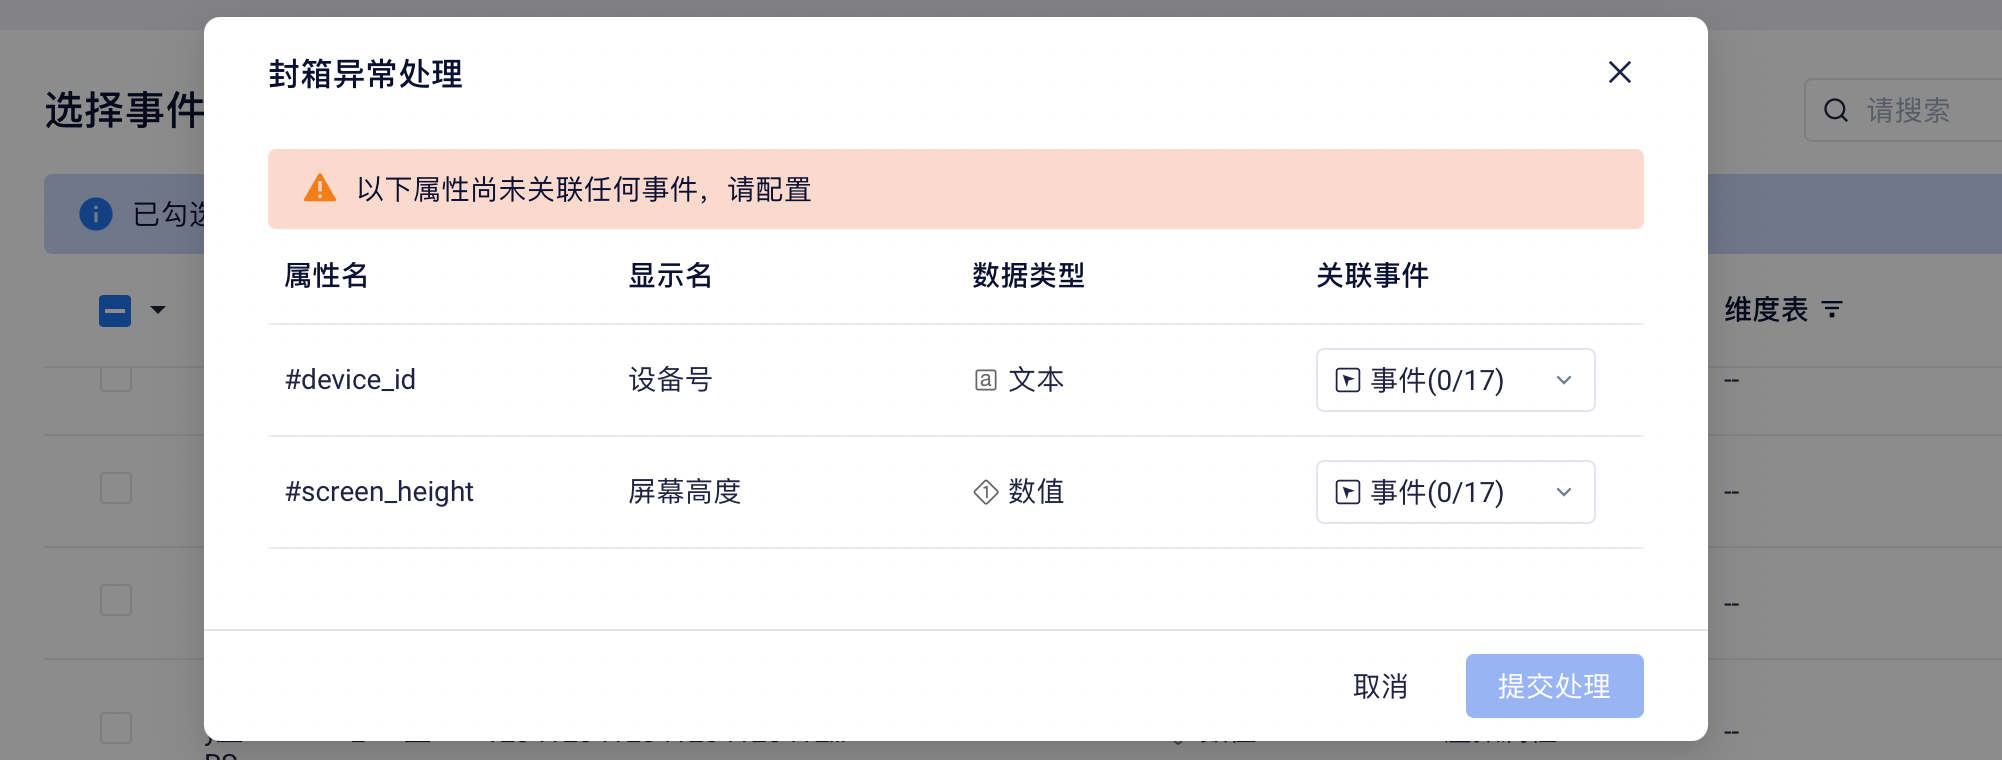 封箱异常处理
选择事件
请搜索
以下属性尚未关联任何事件，请配置
已勾选
属性名 显示名 数据类型 关联事件
维度表
#device_id 设备号 文本 事件(0/17)
--
#screen_height 屏幕高度 数值 事件(0/17)
--
--
取消 提交处理
--